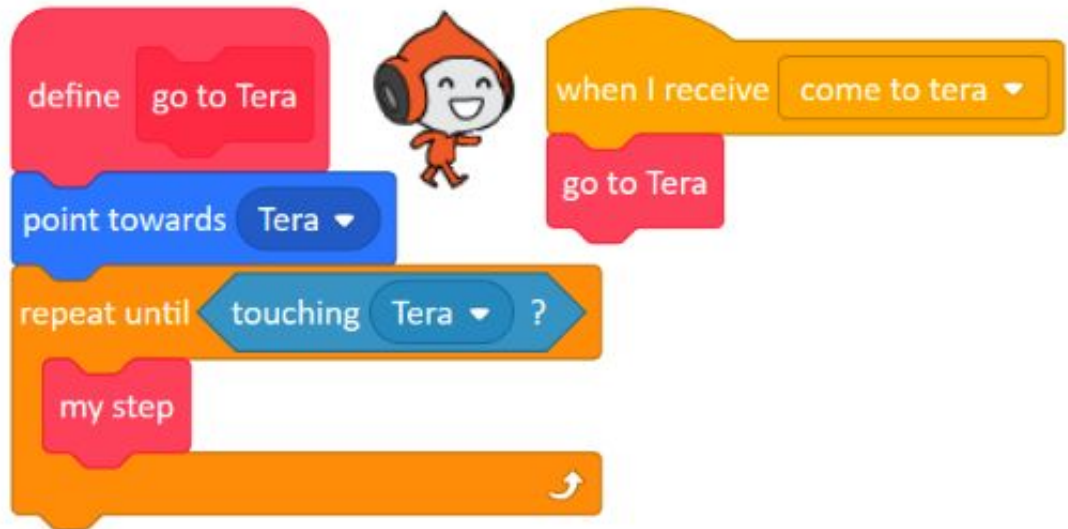 define go to Tera
point towards Tera
repeat until touching Tera ?
my step
when I receive come to tera
go to Tera